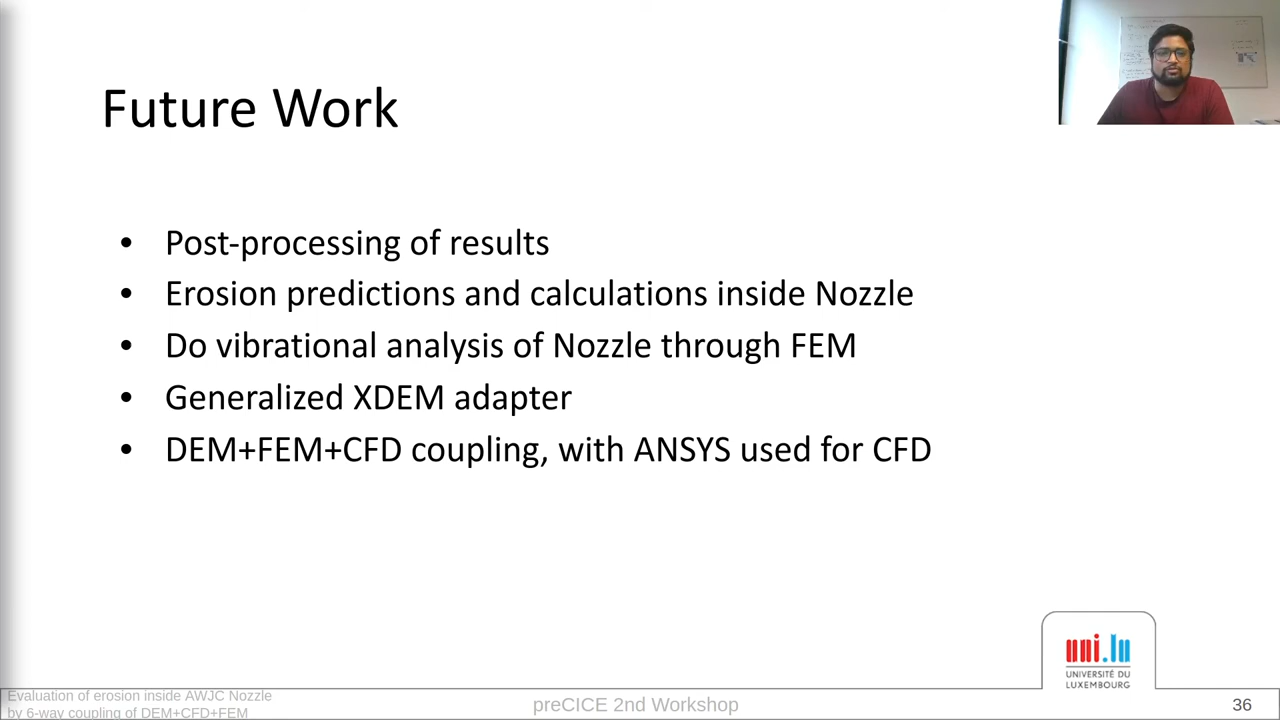 Future Work
• Post-processing of results
• Erosion predictions and calculations inside Nozzle
• Do vibrational analysis of Nozzle through FEM
• Generalized XDEM adapter
• DEM+FEM+CFD coupling, with ANSYS used for CFD
uni.lu
UNIVERSITÉ DU
LUXEMBOURG
Evaluation of erosion inside AWJC Nozzle
by 6-way coupling of DEM+CFD+FEM
preCICE 2nd Workshop
36